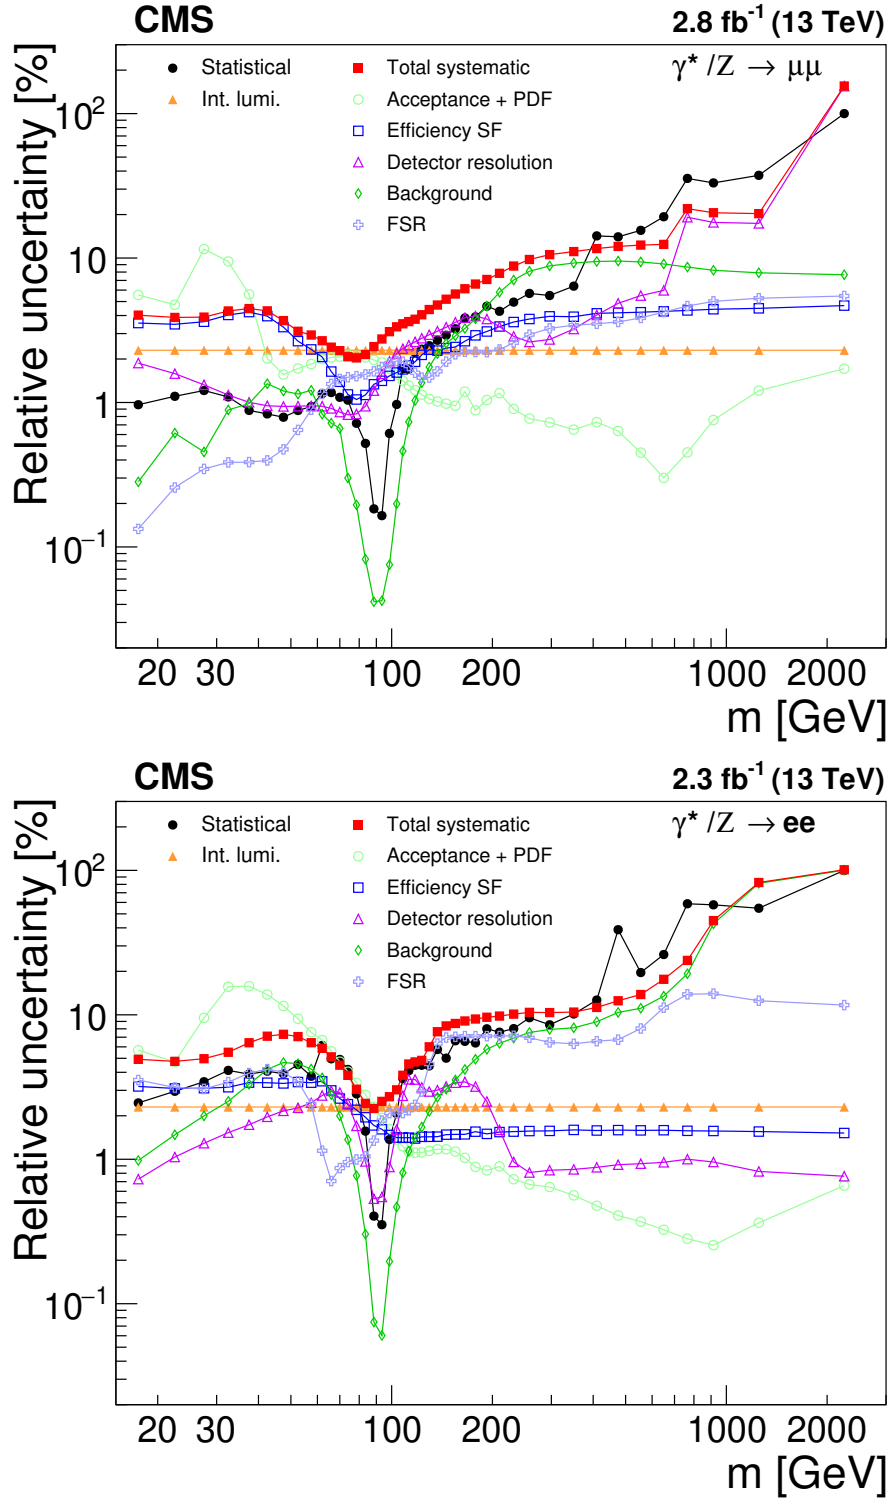 CMS 2.8 fb⁻¹ (13 TeV)
Relative uncertainty [%]
γ* /Z → μμ
Statistical
Int. lumi.
Total systematic
Acceptance + PDF
Efficiency SF
Detector resolution
Background
FSR
10²
10
1
10⁻¹
20 30 100 200 1000 2000
m [GeV]
CMS 2.3 fb⁻¹ (13 TeV)
Relative uncertainty [%]
γ* /Z → ee
Statistical
Int. lumi.
Total systematic
Acceptance + PDF
Efficiency SF
Detector resolution
Background
FSR
10²
10
1
10⁻¹
20 30 100 200 1000 2000
m [GeV]